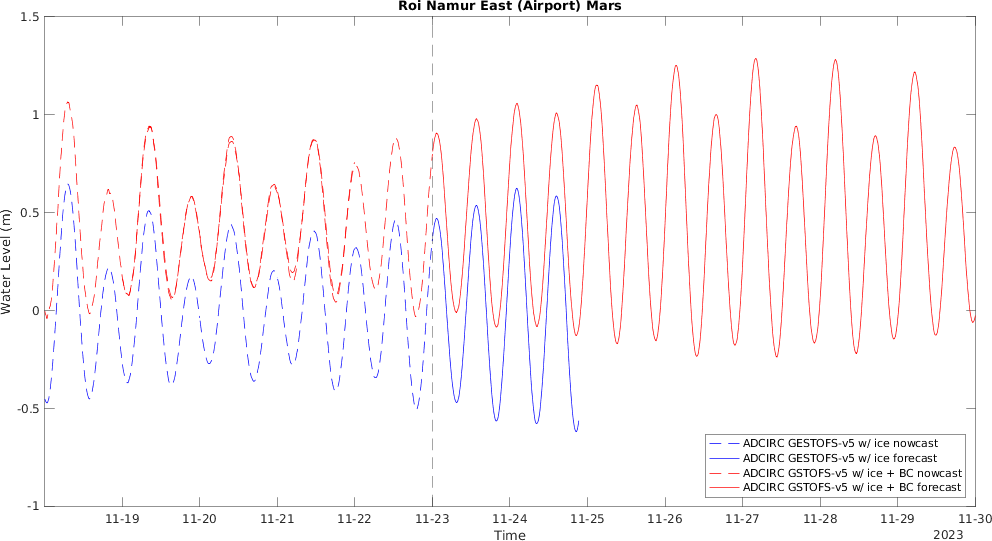 Roi Namur East (Airport) Mars
1.5
1
0.5
0
-0.5
-1
Water Level (m)
11-19
11-20
11-21
11-22
11-23
11-24
11-25
11-26
11-27
11-28
11-29
11-30
Time
2023
ADCIRC GESTOFS-v5 w/ ice nowcast
ADCIRC GESTOFS-v5 w/ ice forecast
ADCIRC GSTOFS-v5 w/ ice + BC nowcast
ADCIRC GSTOFS-v5 w/ ice + BC forecast